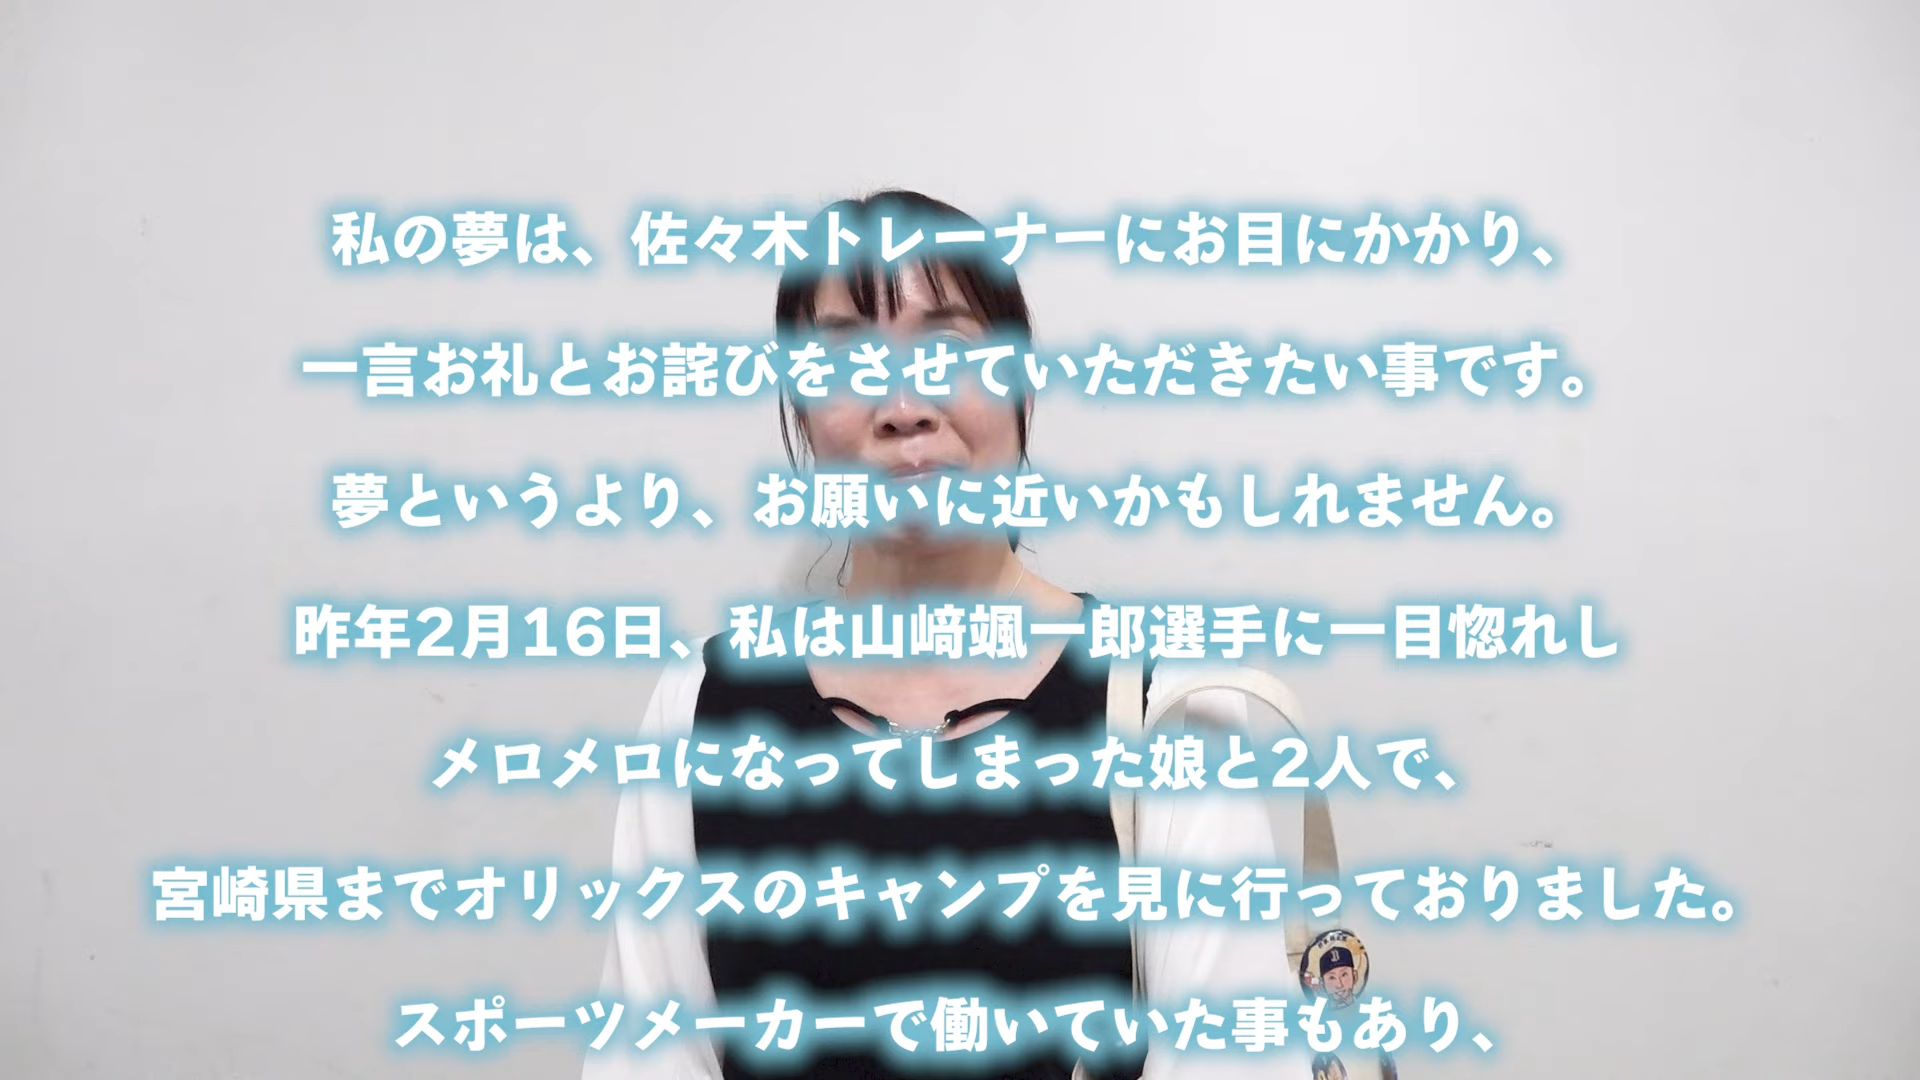 私の夢は、佐々木トレーナーにお目にかかり、
一言お礼とお詫びをさせていただきたい事です。
夢というより、お願いに近いかもしれません。
昨年2月16日、私は山﨑颯一郎選手に一目惚れし
メロメロになってしまった娘と2人で、
宮崎県までオリックスのキャンプを見に行っておりました。
スポーツメーカーで働いていた事もあり、